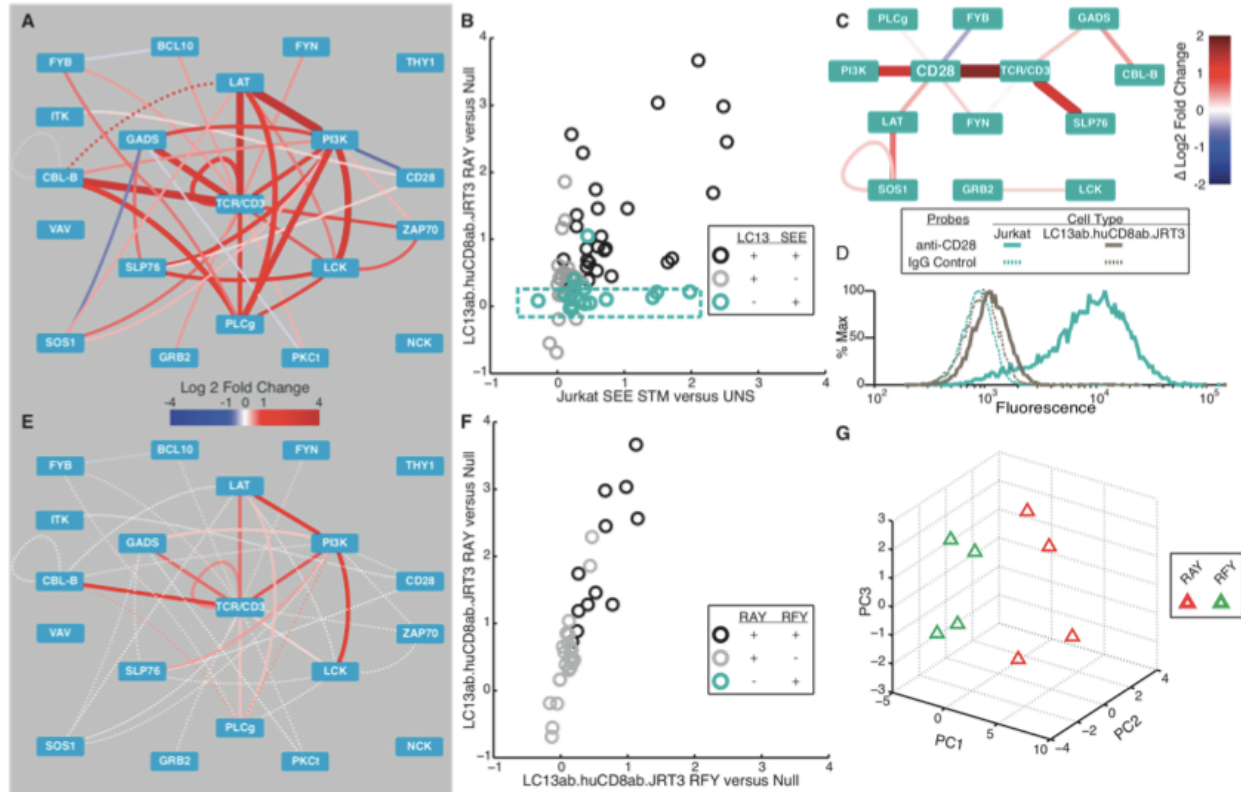 A
FYB
BCL10
FYN
THY1
LAT
ITK
GADS
PI3K
CBL-B
CD28
TCR/CD3
VAV
ZAP70
SLP76
LCK
PLCg
SOS1
GRB2
PKCt
NCK
Log 2 Fold Change
-4 -1 0 1 4
B
LC13ab.huCD8ab.JRT3 RAY versus Null
4
3
2
1
0
-1
-1 0 1 2 3 4
Jurkat SEE STM versus UNS
LC13 SEE
+ +
+ -
- +
C
PLCg
FYB
GADS
PI3K
CD28
TCR/CD3
CBL-B
LAT
FYN
SLP76
SOS1
GRB2
LCK
2
1
0
-1
-2
Δ Log2 Fold Change
Probes Cell Type
Jurkat LC13ab.huCD8ab.JRT3
anti-CD28
IgG Control
D
100
50
0
% Max
10² 10³ 10⁴ 10⁵
Fluorescence
E
FYB
BCL10
FYN
THY1
LAT
ITK
GADS
PI3K
CBL-B
CD28
TCR/CD3
VAV
ZAP70
SLP76
LCK
PLCg
SOS1
GRB2
PKCt
NCK
F
LC13ab.huCD8ab.JRT3 RAY versus Null
4
3
2
1
0
-1
-1 0 1 2 3 4
LC13ab.huCD8ab.JRT3 RFY versus Null
RAY RFY
+ +
+ -
- +
G
PC3
3
2
1
0
-1
-2
-3
-5 0 5 10
PC1
-4 -2 0 2 4
PC2
RAY RFY